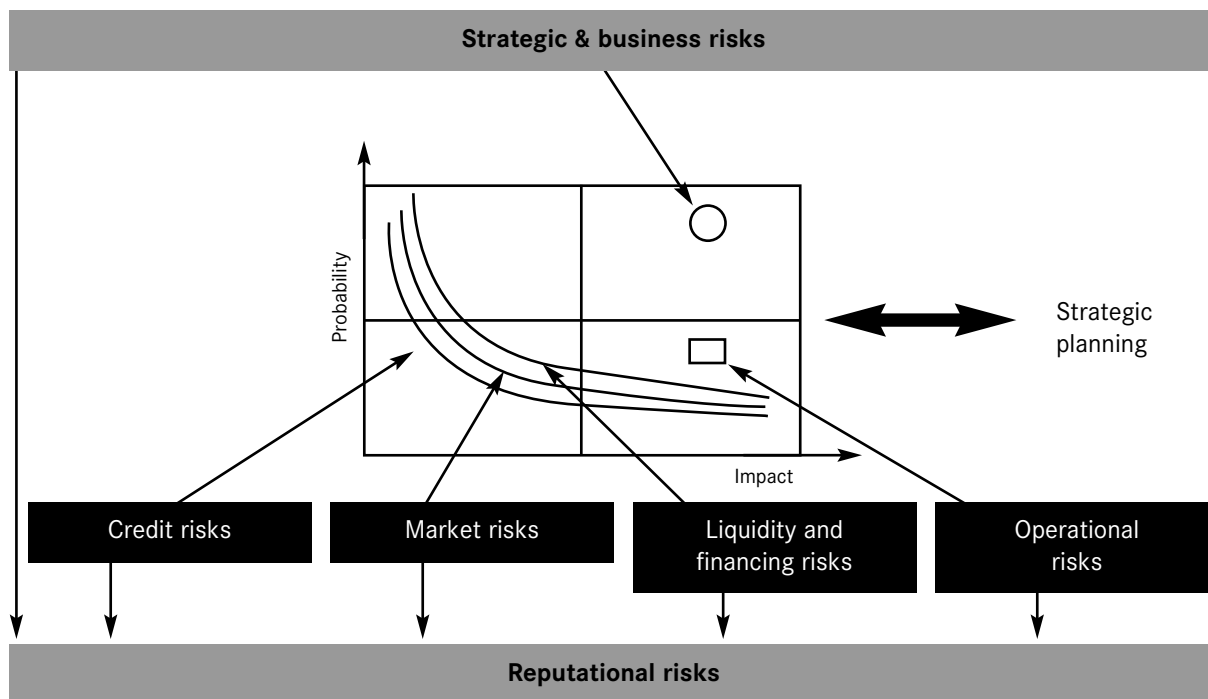 Strategic & business risks
Probability
Strategic
planning
Impact
Credit risks
Market risks
Liquidity and
financing risks
Operational
risks
Reputational risks